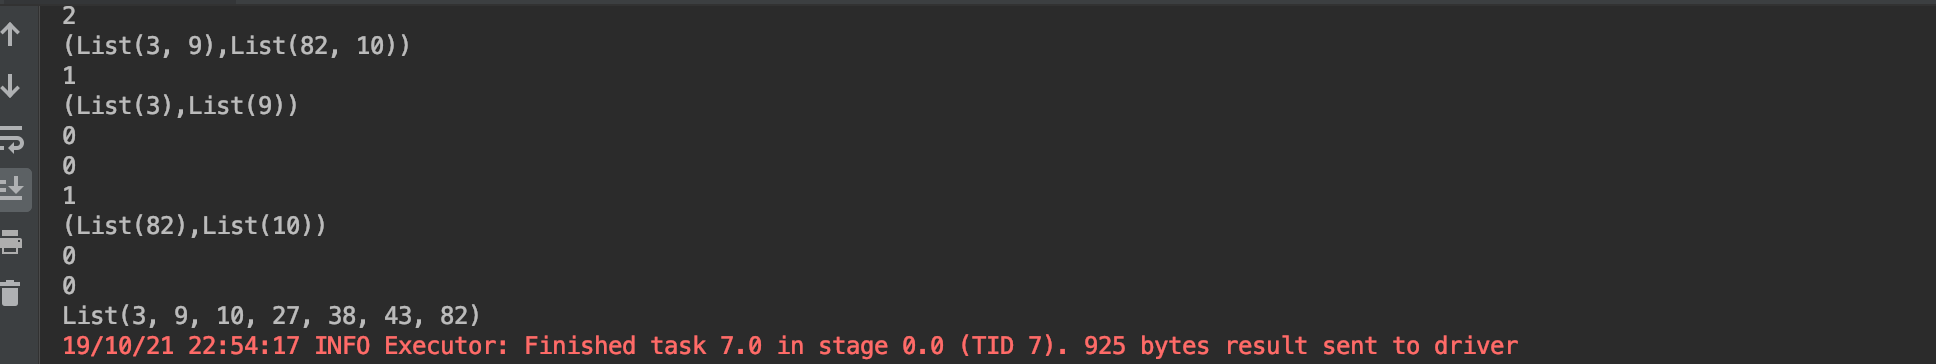 2
(List(3, 9),List(82, 10))
1
(List(3),List(9))
0
0
1
(List(82),List(10))
0
0
List(3, 9, 10, 27, 38, 43, 82)
19/10/21 22:54:17 INFO Executor: Finished task 7.0 in stage 0.0 (TID 7). 925 bytes result sent to driver